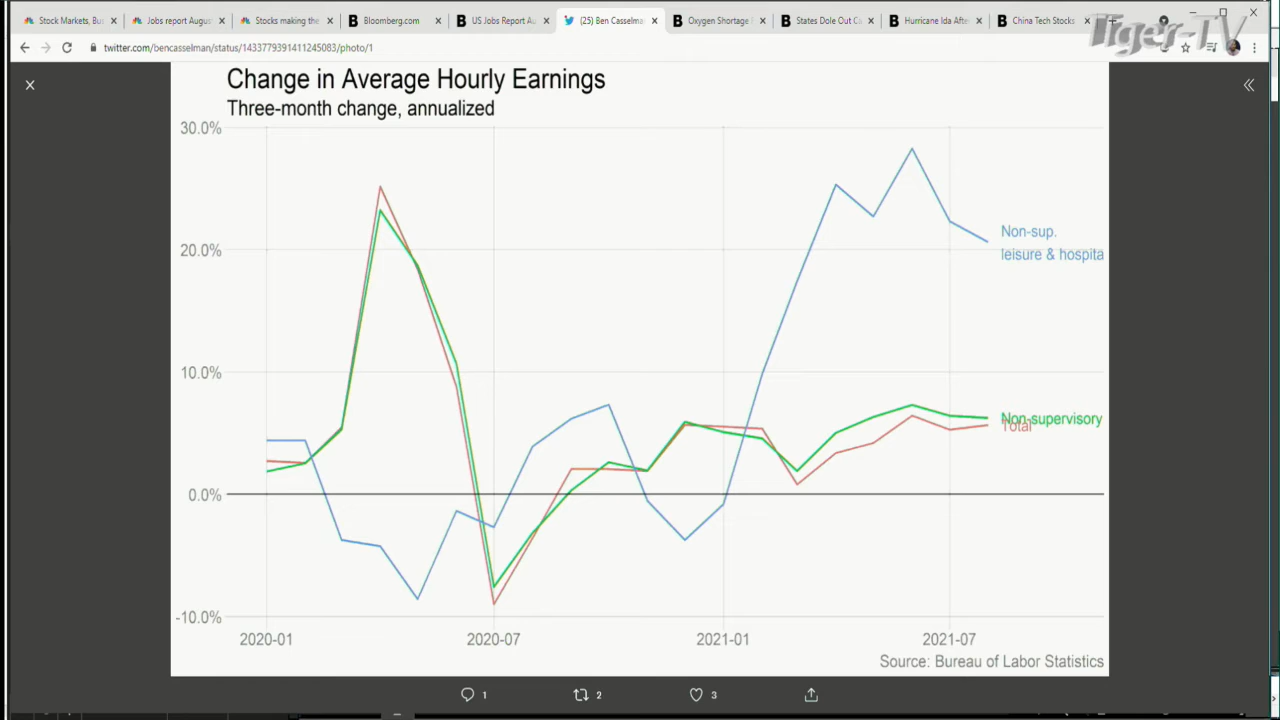 Stock Markets, Bu
Jobs report Augus
Stocks making the
Bloomberg.com
US Jobs Report Au
(25) Ben Casselma
Oxygen Shortage
States Dole Out
Hurricane Ida Afte
China Tech Stocks
Tiger-TV
twitter.com/bencasselman/status/1433779391411245083/photo/1
Change in Average Hourly Earnings
Three-month change, annualized
30.0%
20.0%
10.0%
0.0%
-10.0%
Non-sup.
leisure & hospita
Non-supervisory
Total
2020-01
2020-07
2021-01
2021-07
Source: Bureau of Labor Statistics
1
2
3